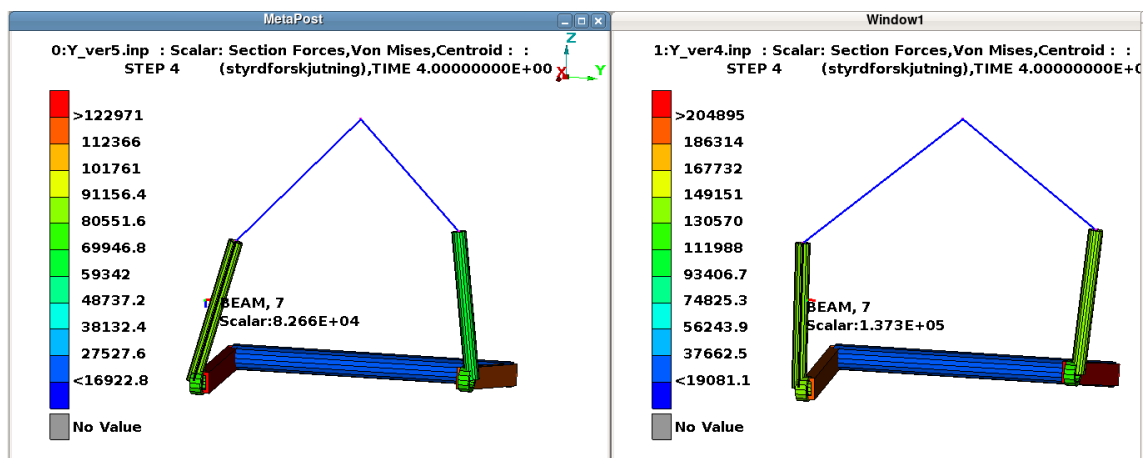 MetaPost
0:Y_ver5.inp : Scalar: Section Forces,Von Mises,Centroid : :
STEP 4 (styrdforskjutning),TIME 4.00000000E+00
Z
X
Y
>122971
112366
101761
91156.4
80551.6
69946.8
59342
48737.2
38132.4
27527.6
<16922.8
No Value
BEAM, 7
Scalar:8.266E+04
Window1
1:Y_ver4.inp : Scalar: Section Forces,Von Mises,Centroid : :
STEP 4 (styrdforskjutning),TIME 4.00000000E+0
>204895
186314
167732
149151
130570
111988
93406.7
74825.3
56243.9
37662.5
<19081.1
No Value
BEAM, 7
Scalar:1.373E+05